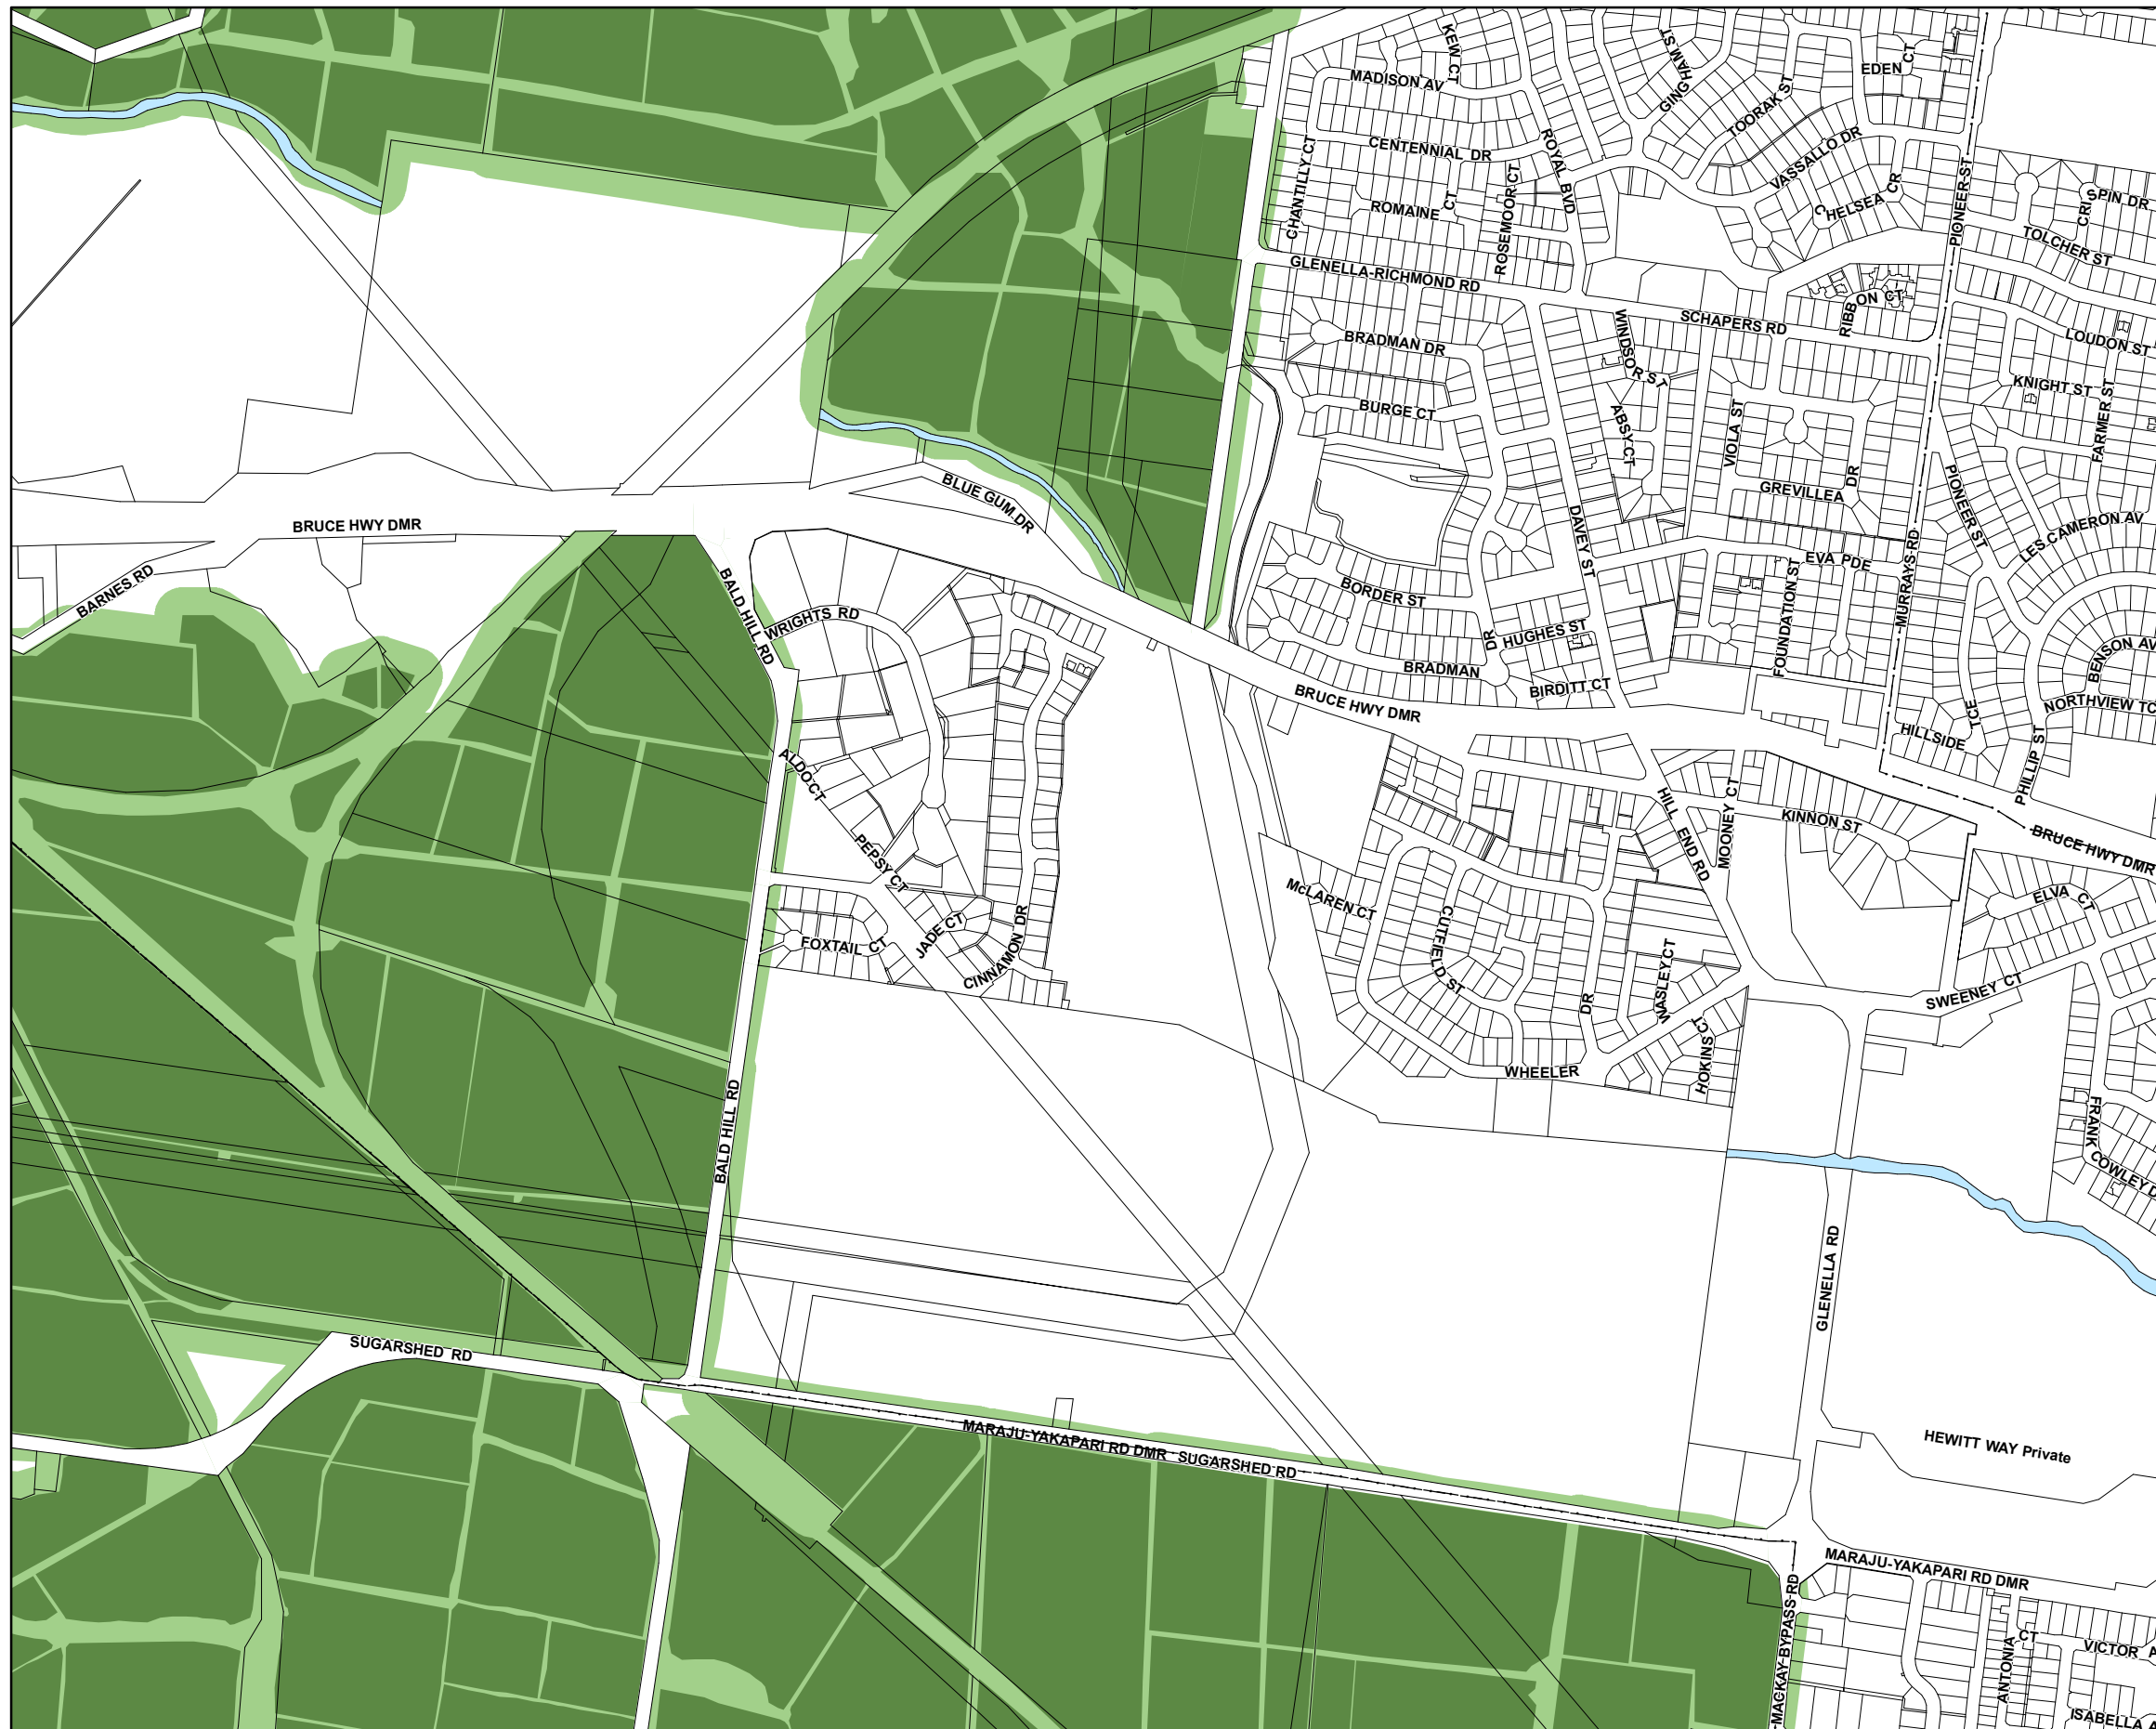 KEW CT
GINGHAM ST
EDEN CT
MADISON AV
TOORAK ST
CENTENNIAL DR
ROYAL BVD
VASSALLO DR
CHANTILLY CT
ROMAINE CT
ROSEMOOR CT
CHELSEA CR
PIONEER ST
SPIN DR
CRI
TOLCHER ST
GLENELLA-RICHMOND RD
RIBBON CT
SCHAPERS RD
BRADMAN DR
WINDSOR ST
LOUDON ST
KNIGHT ST
FARMER ST
BURGE CT
ABSY CT
VIOLA ST
GREVILLEA DR
PIONEER ST
BLUE GUM DR
BRUCE HWY DMR
DAVEY ST
LES CAMERON AV
EVA PDE
MURRAYS RD
BARNES RD
BALD HILL RD
WRIGHTS RD
BORDER ST
FOUNDATION ST
HUGHES ST
BRADMAN DR
BIRDITT CT
BENSON AV
NORTHVIEW TC
BRUCE HWY DMR
HILLSIDE TCE
PHILLIP ST
ALDO CT
HILL END RD
MOONEY CT
KINNON ST
BRUCE HWY DMR
PEPSY CT
McLAREN CT
ELVA CT
CUTFIELD ST
FOXTAIL CT
JADE CT
CINNAMON DR
WASLEY CT
SWEENEY CT
HOKINS CT
WHEELER DR
BALD HILL RD
FRANK COWLEY D
GLENELLA RD
SUGARSHED RD
MARAJU-YAKAPARI RD DMR - SUGARSHED RD
HEWITT WAY Private
MARAJU-YAKAPARI RD DMR
MACKAY-BYPASS-RD
ANTONIA CT
VICTOR A
ISABELLA A